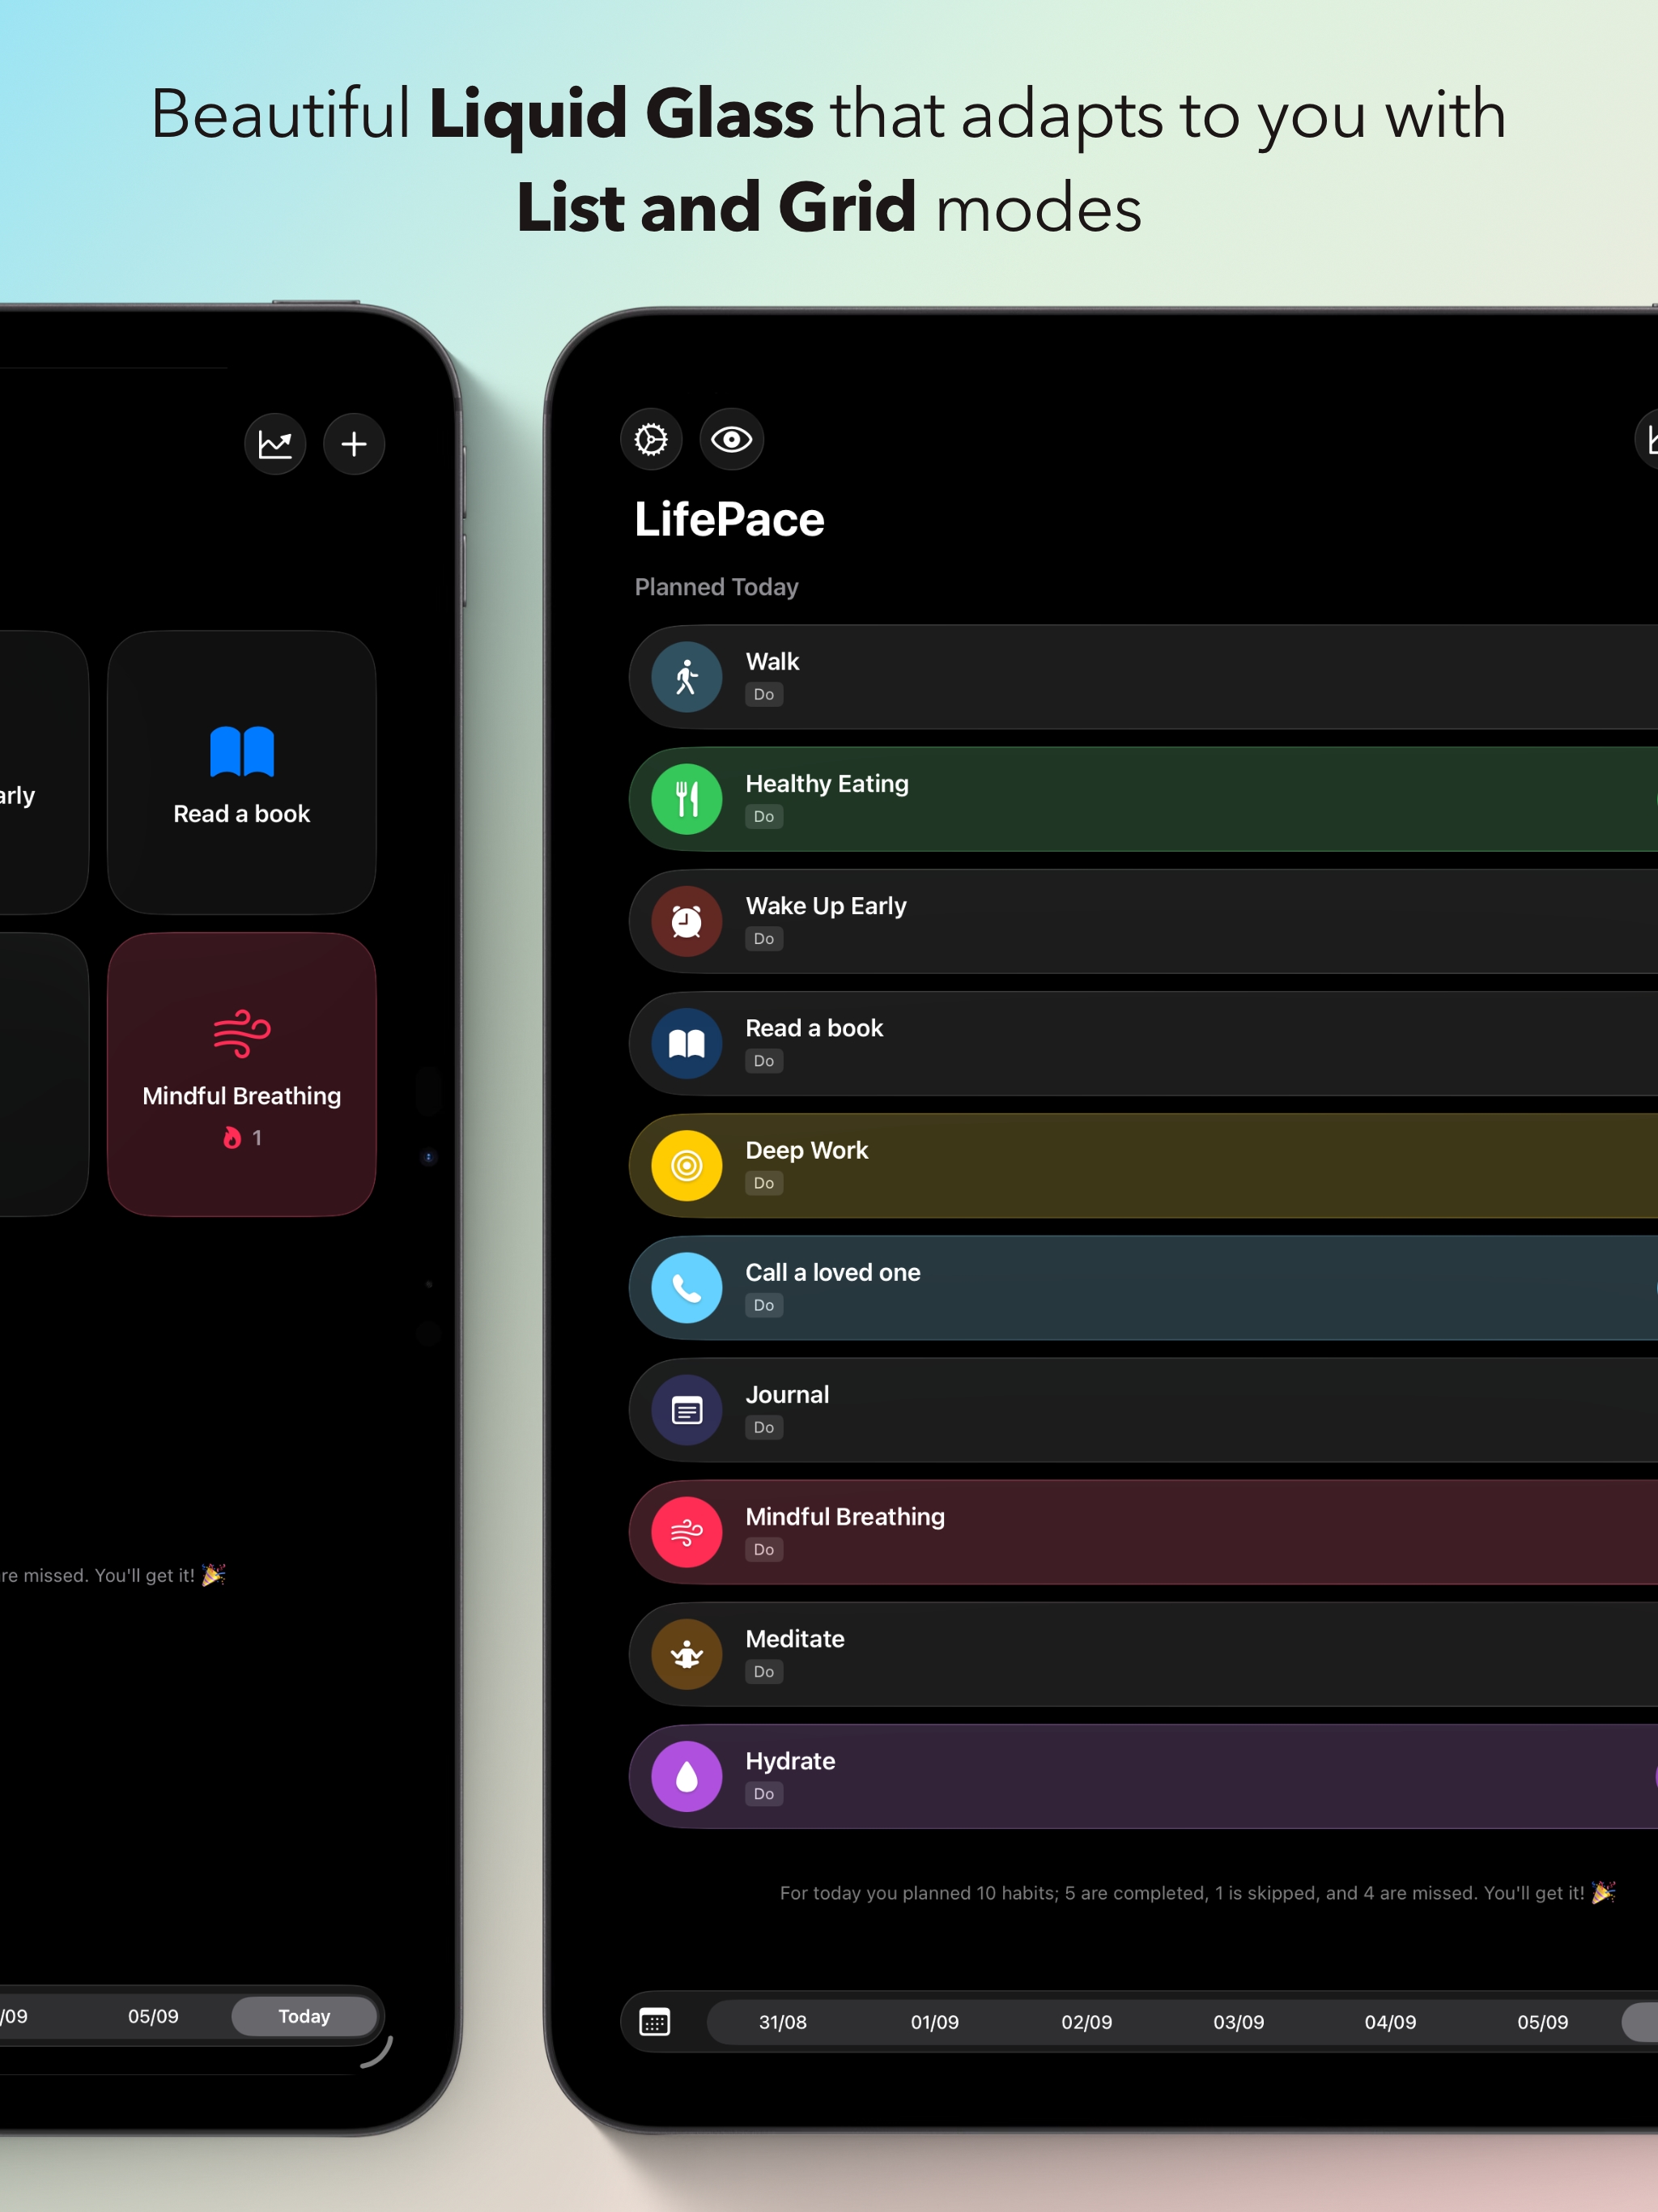 Beautiful Liquid Glass that adapts to you with
List and Grid modes
arly
Read a book
Mindful Breathing
1
re missed. You'll get it! 🎉
/09
05/09
Today
LifePace
Planned Today
Walk
Do
Healthy Eating
Do
Wake Up Early
Do
Read a book
Do
Deep Work
Do
Call a loved one
Do
Journal
Do
Mindful Breathing
Do
Meditate
Do
Hydrate
Do
For today you planned 10 habits; 5 are completed, 1 is skipped, and 4 are missed. You'll get it! 🎉
31/08
01/09
02/09
03/09
04/09
05/09